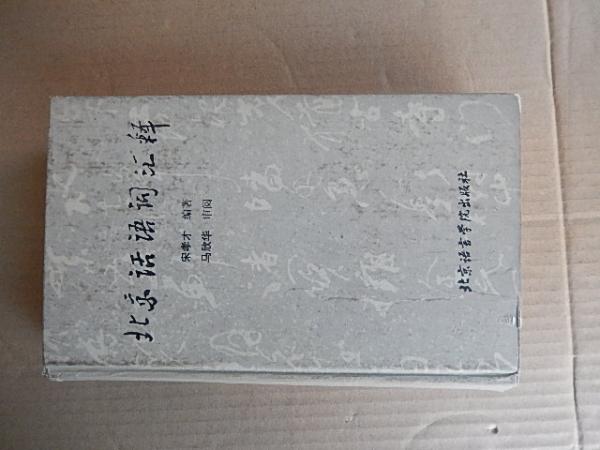 北京话语词汇释
宋孝才 编著
马欣华 审阅
北京语言学院出版社